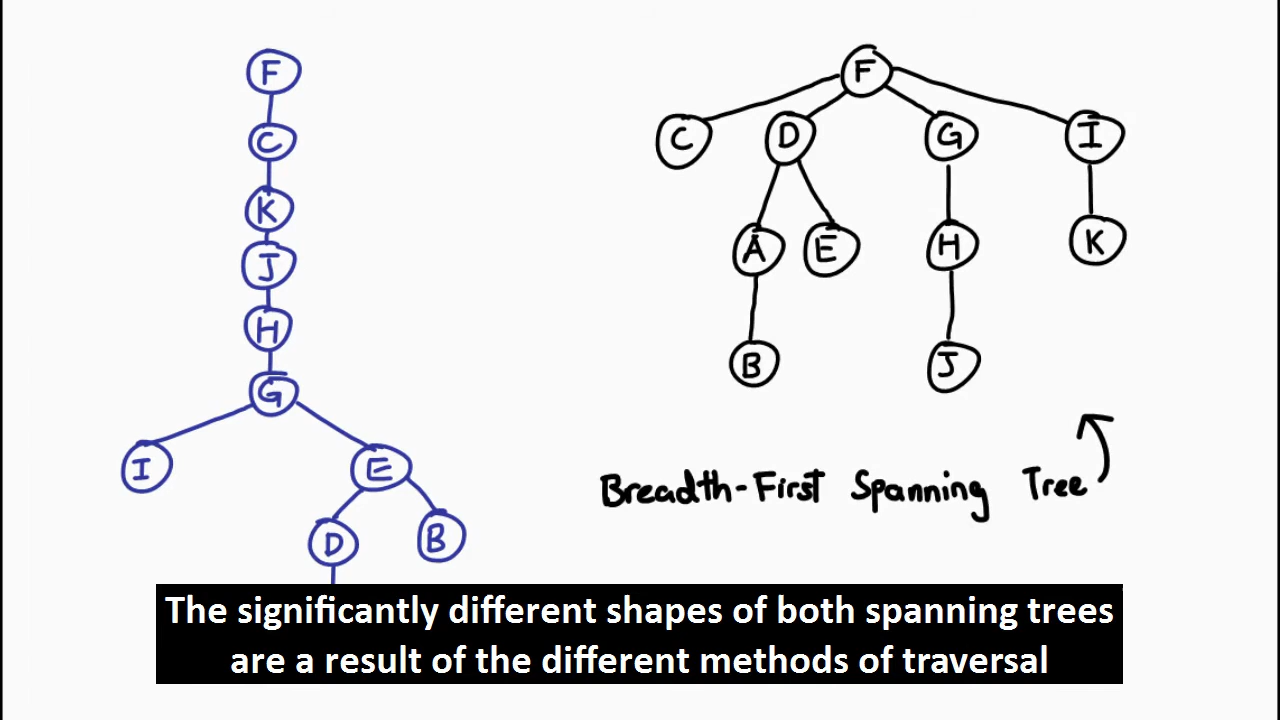 F
C
K
J
H
G
I
E
D
B
F
C
D
G
I
A
E
H
K
B
J
Breadth-First Spanning Tree
The significantly different shapes of both spanning trees
are a result of the different methods of traversal